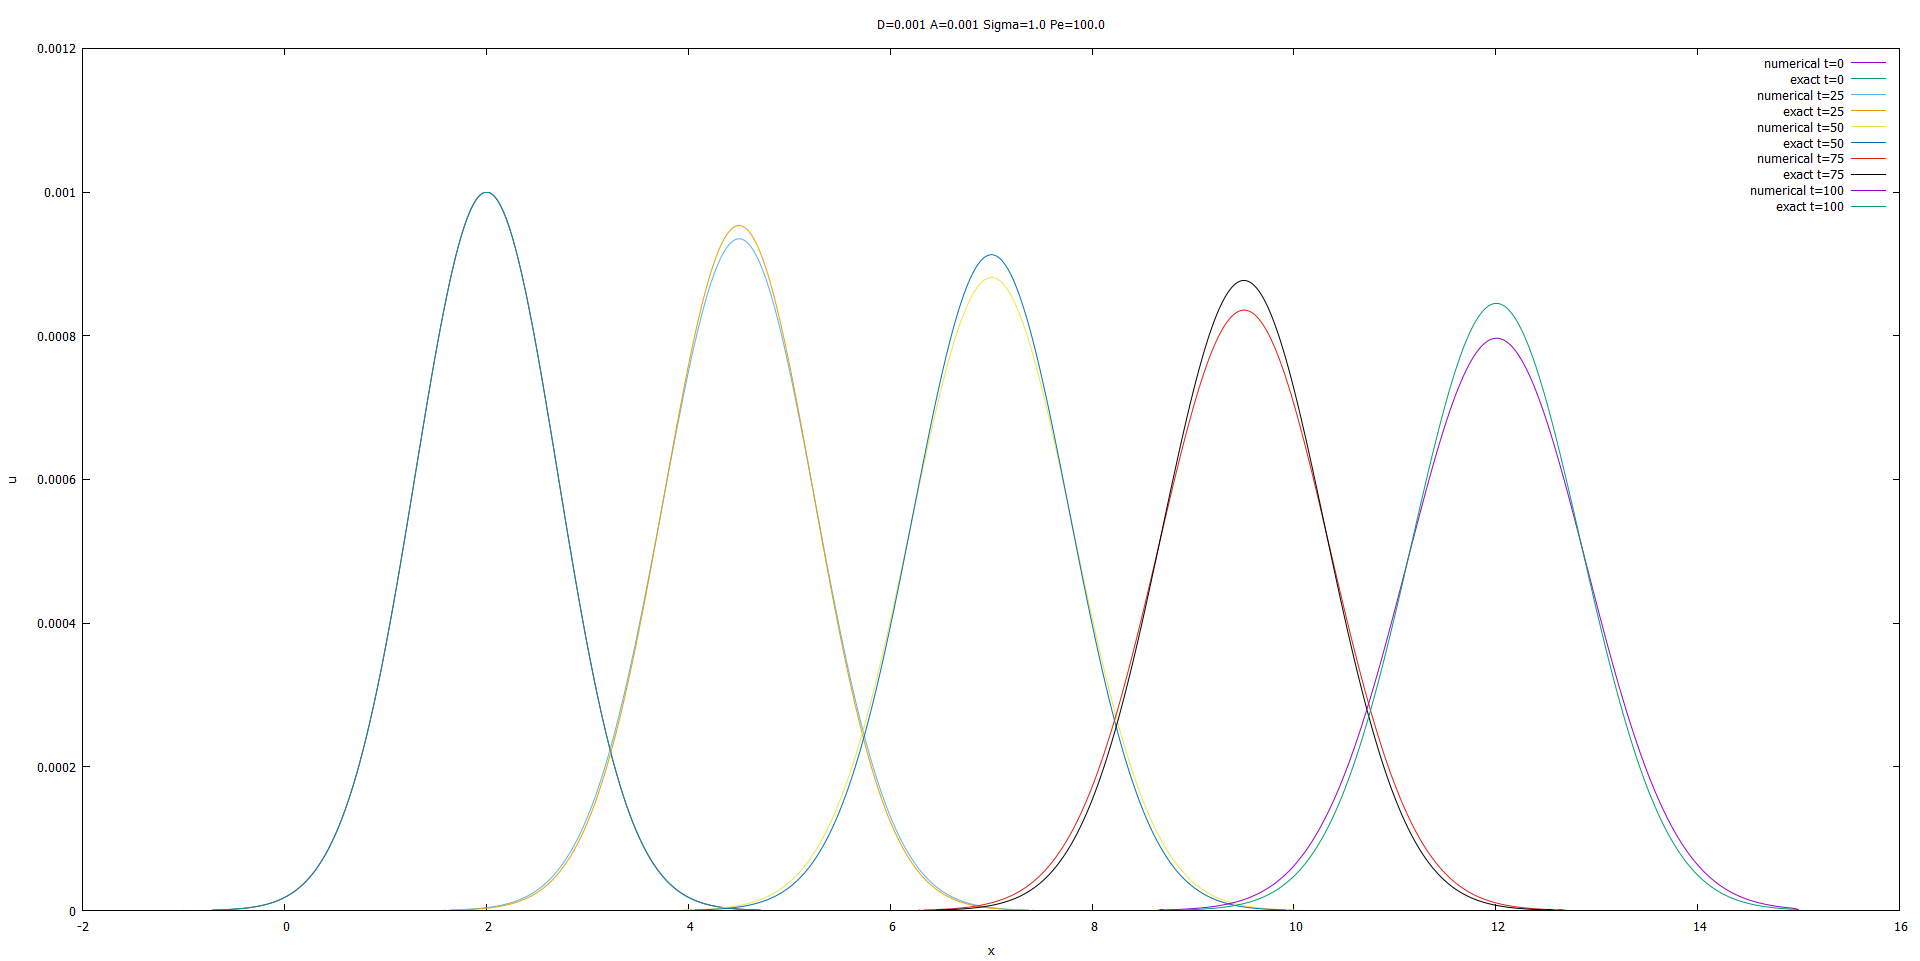 D=0.001 A=0.001 Sigma=1.0 Pe=100.0
0.0012
0.001
0.0008
0.0006
0.0004
0.0002
0
u
numerical t=0
exact t=0
numerical t=25
exact t=25
numerical t=50
exact t=50
numerical t=75
exact t=75
numerical t=100
exact t=100
-2 0 2 4 6 8 10 12 14 16
x